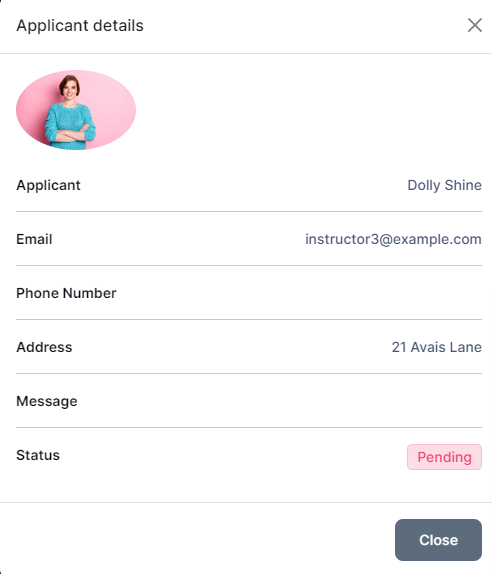 Applicant details
Applicant Dolly Shine
Email instructor3@example.com
Phone Number
Address 21 Avais Lane
Message
Status Pending
Close